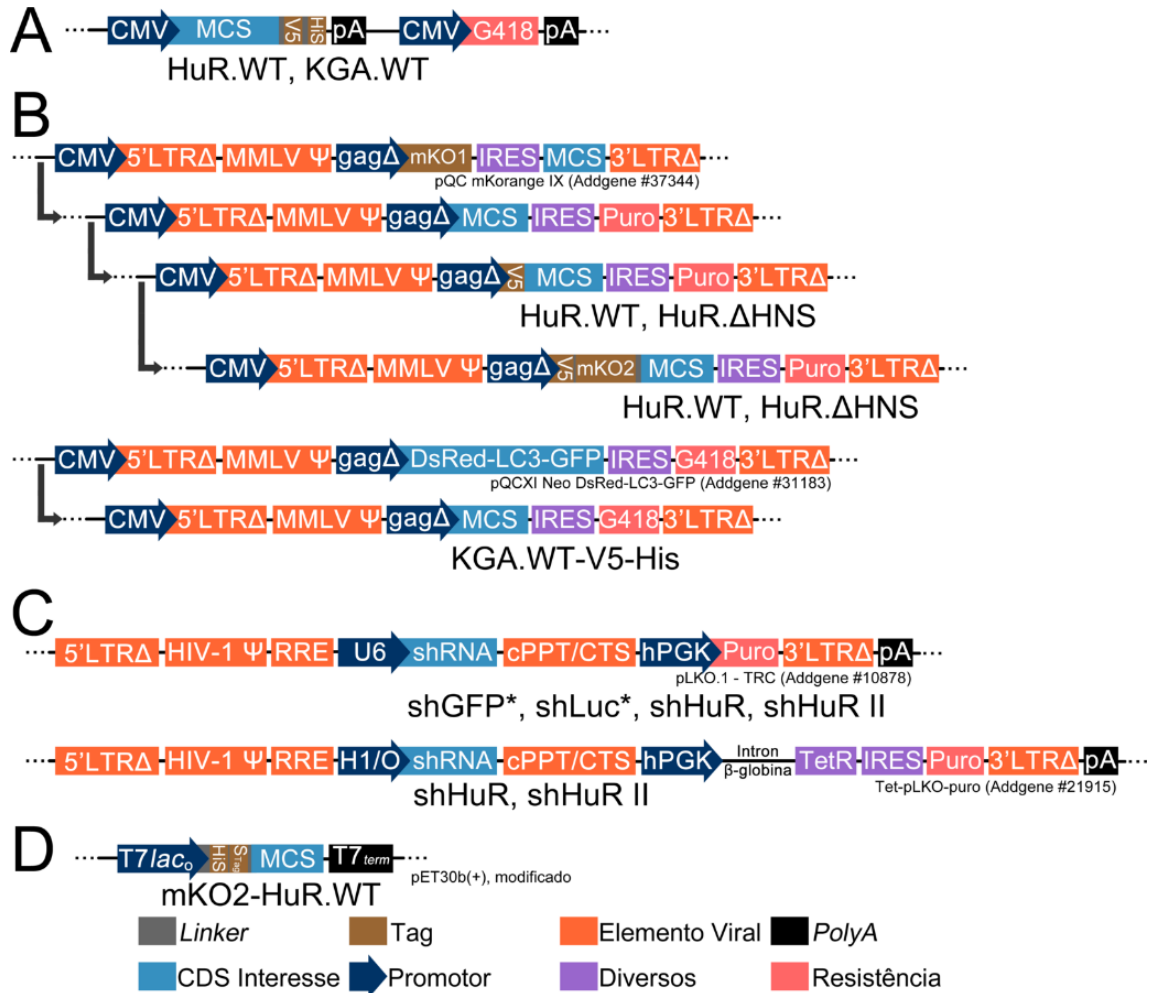 A
CMV MCS V5 HiS pA CMV G418 pA
HuR.WT, KGA.WT
B
CMV 5'LTRΔ MMLV Ψ gagΔ mKO1 IRES MCS 3'LTRΔ
pQC mKorange IX (Addgene #37344)
CMV 5'LTRΔ MMLV Ψ gagΔ MCS IRES Puro 3'LTRΔ
CMV 5'LTRΔ MMLV Ψ gagΔ V5 MCS IRES Puro 3'LTRΔ
HuR.WT, HuR.ΔHNS
CMV 5'LTRΔ MMLV Ψ gagΔ V5 mKO2 MCS IRES Puro 3'LTRΔ
HuR.WT, HuR.ΔHNS
CMV 5'LTRΔ MMLV Ψ gagΔ DsRed-LC3-GFP IRES G418 3'LTRΔ
pQCXI Neo DsRed-LC3-GFP (Addgene #31183)
CMV 5'LTRΔ MMLV Ψ gagΔ MCS IRES G418 3'LTRΔ
KGA.WT-V5-His
C
5'LTRΔ HIV-1 Ψ RRE U6 shRNA cPPT/CTS hPGK Puro 3'LTRΔ pA
pLKO.1 - TRC (Addgene #10878)
shGFP*, shLuc*, shHuR, shHuR II
5'LTRΔ HIV-1 Ψ RRE H1/O shRNA cPPT/CTS hPGK Intron β-globina TetR IRES Puro 3'LTRΔ pA
Tet-pLKO-puro (Addgene #21915)
shHuR, shHuR II
D
T7lac₀ HiS STag MCS T7term
pET30b(+), modificado
mKO2-HuR.WT
Linker Tag Elemento Viral PolyA
CDS Interesse Promotor Diversos Resistência